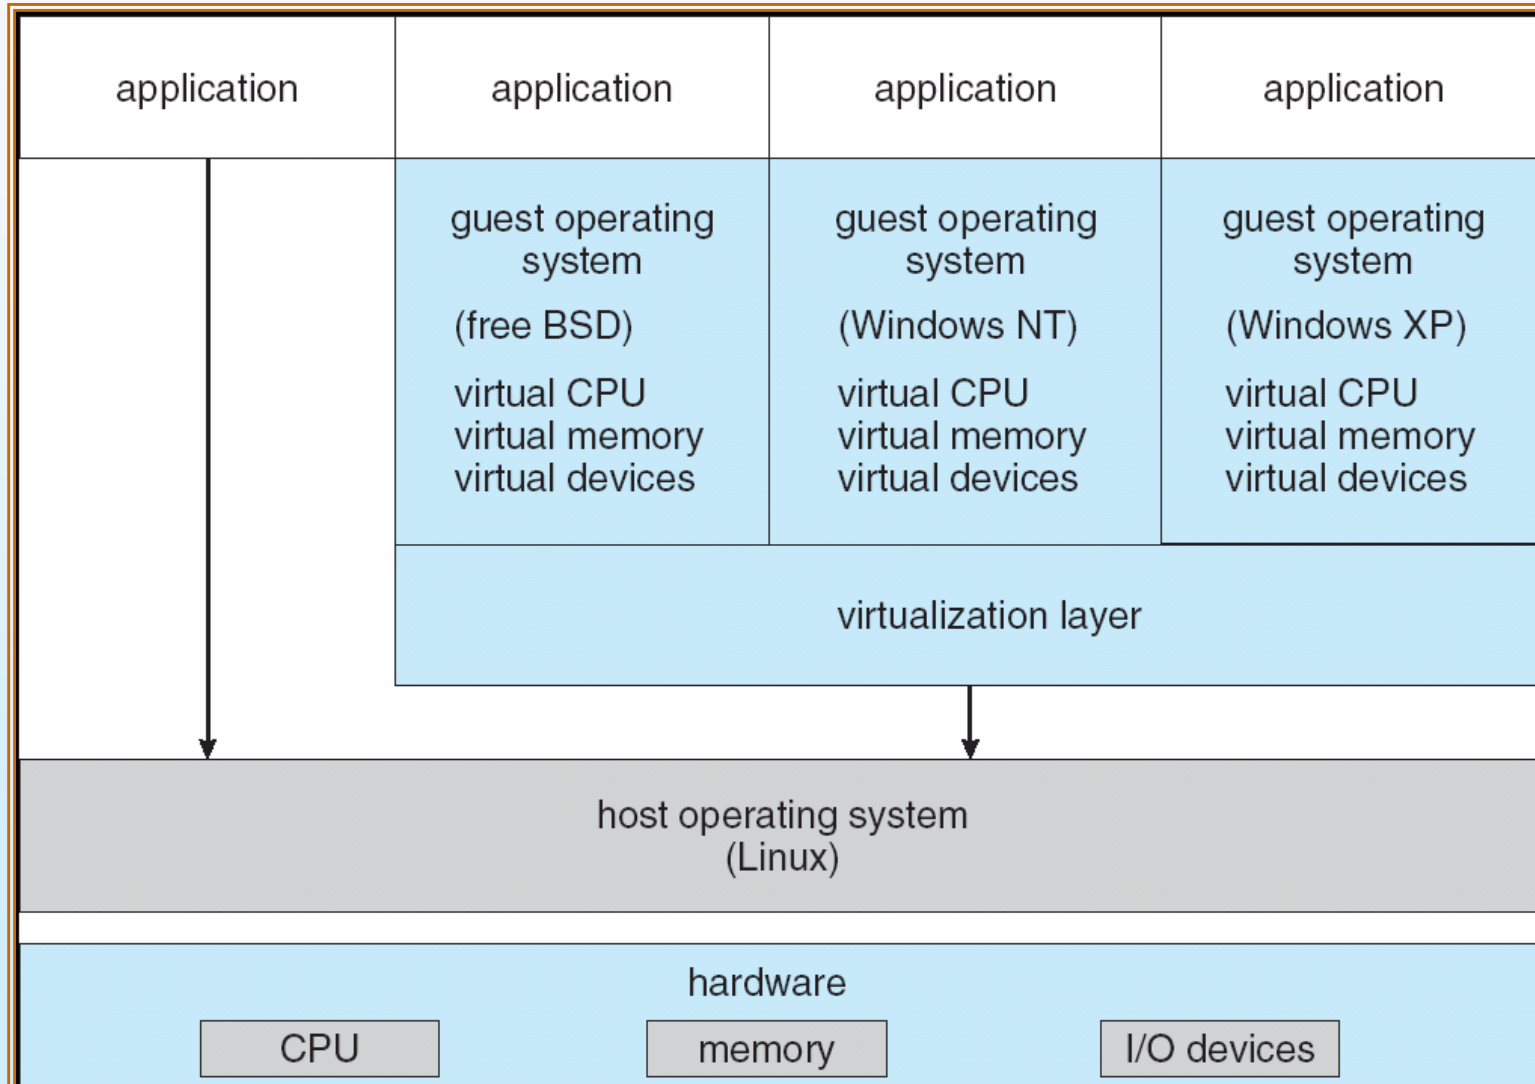 application
application
application
application
guest operating
system
(free BSD)
virtual CPU
virtual memory
virtual devices
guest operating
system
(Windows NT)
virtual CPU
virtual memory
virtual devices
guest operating
system
(Windows XP)
virtual CPU
virtual memory
virtual devices
virtualization layer
host operating system
(Linux)
hardware
CPU
memory
I/O devices